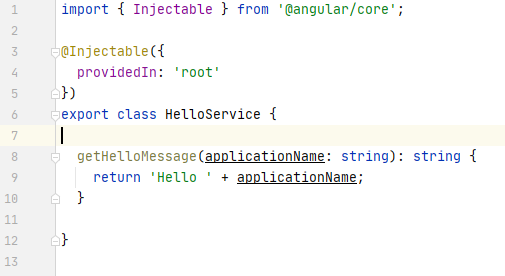 1 import { Injectable } from '@angular/core';
2
3 @Injectable({
4   providedIn: 'root'
5 })
6 export class HelloService {
7
8   getHelloMessage(applicationName: string): string {
9     return 'Hello ' + applicationName;
10   }
11
12 }
13